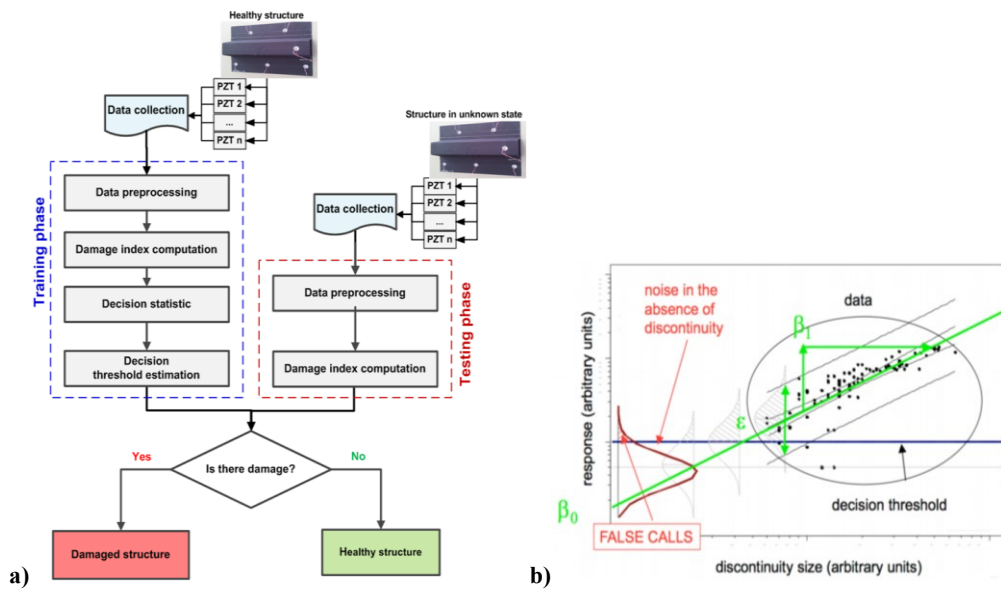 Healthy structure
PZT 1
PZT 2
...
PZT n
Data collection
Training phase
Data preprocessing
Damage index computation
Decision statistic
Decision
threshold estimation
Structure in unknown state
PZT 1
PZT 2
...
PZT n
Data collection
Testing phase
Data preprocessing
Damage index computation
Is there damage?
Yes
No
Damaged structure
Healthy structure
a)
response (arbitrary units)
noise in the
absence of
discontinuity
data
β1
ε
β0
decision threshold
FALSE CALLS
discontinuity size (arbitrary units)
b)